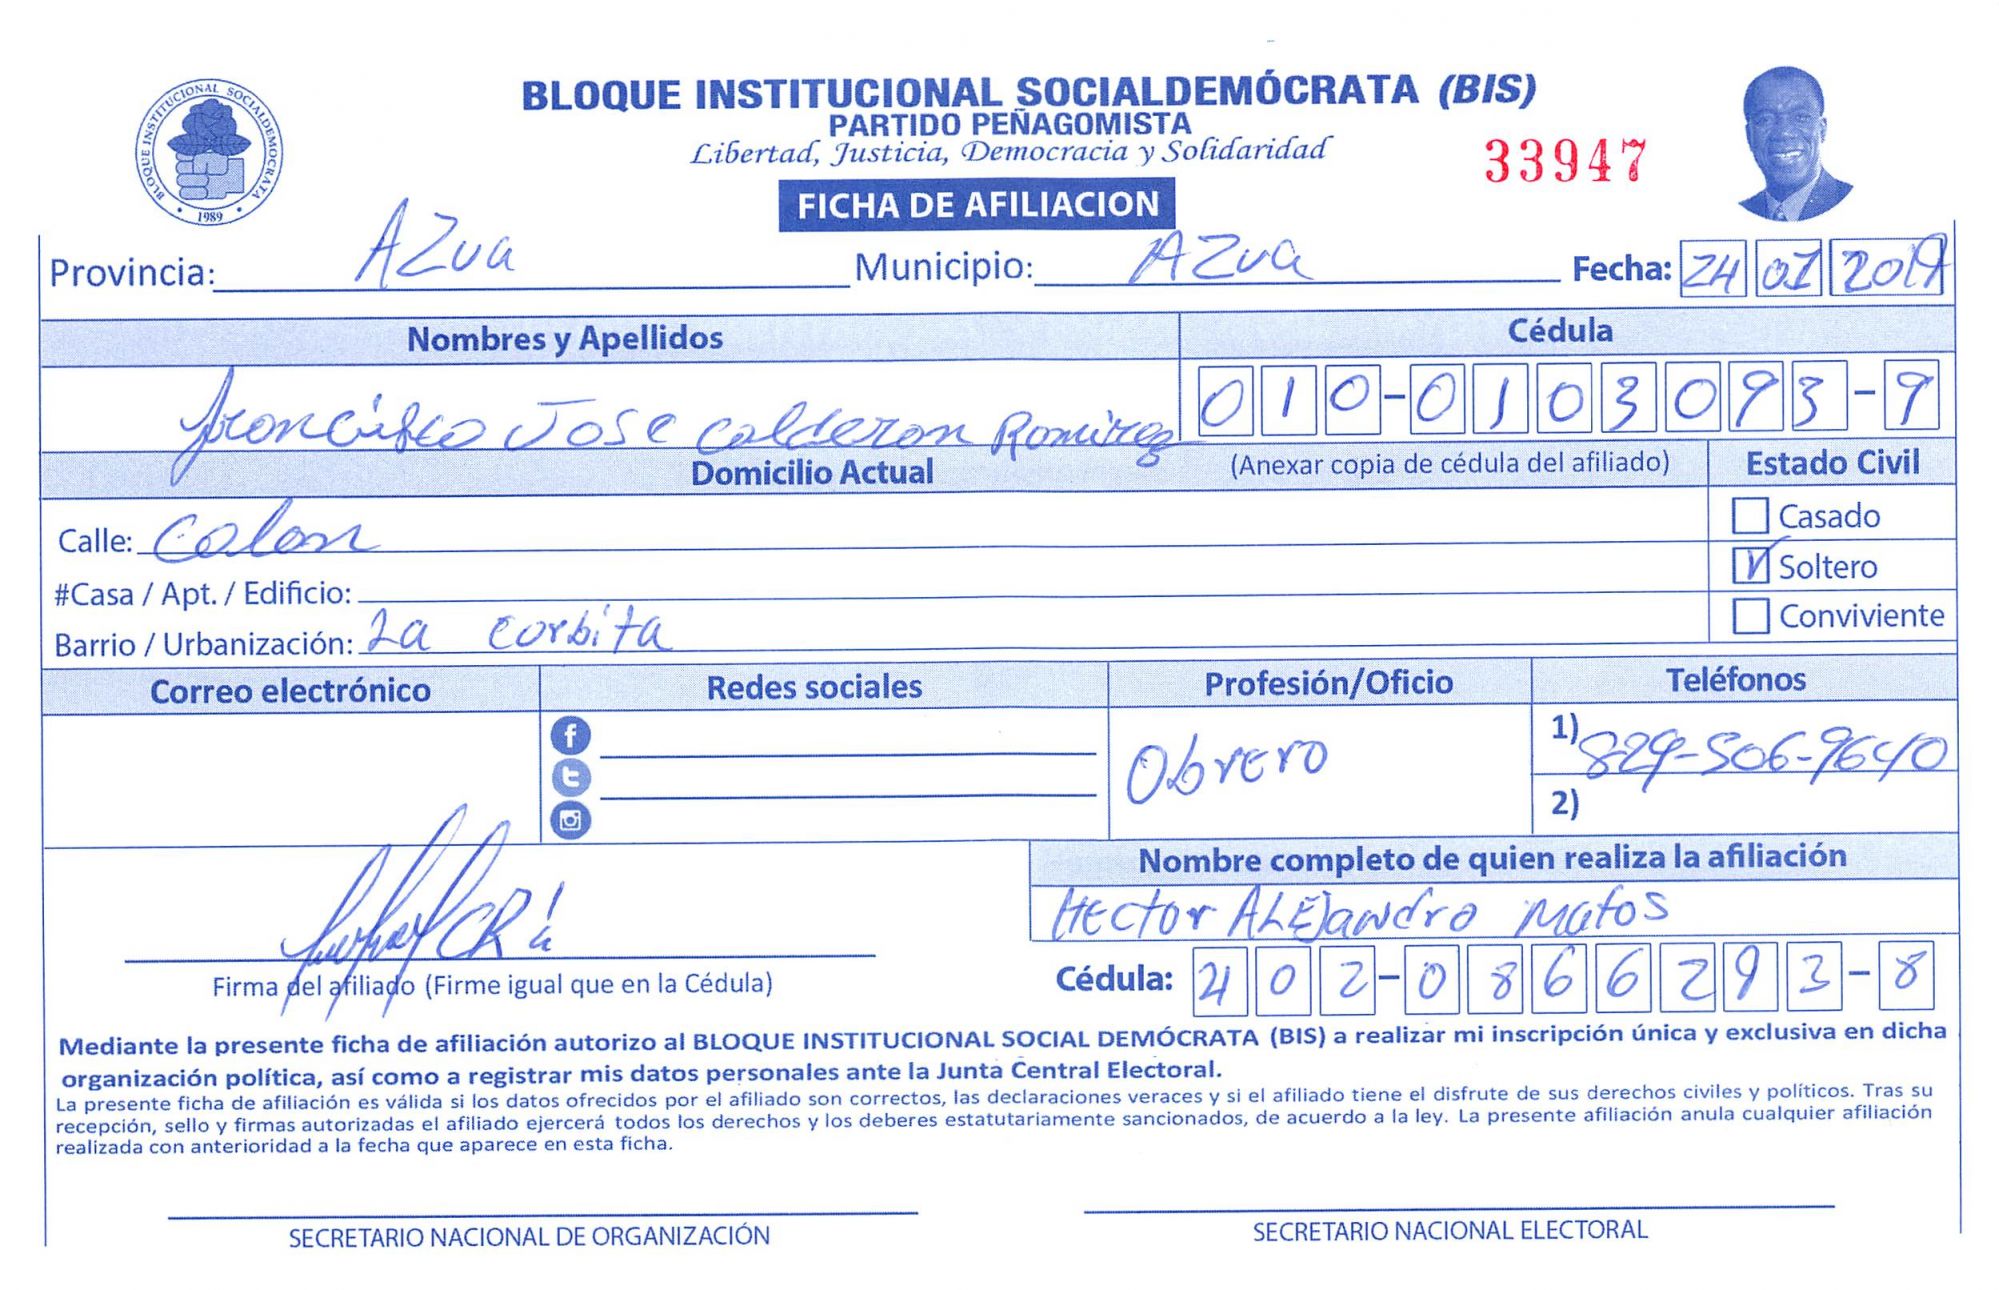 BLOQUE INSTITUCIONAL SOCIALDEMOCRATA
1989
BLOQUE INSTITUCIONAL SOCIALDEMÓCRATA (BIS)
PARTIDO PEÑAGOMISTA
Libertad, Justicia, Democracia y Solidaridad
33947
FICHA DE AFILIACION
Provincia: AZua Municipio: AZua Fecha: 24 01 2019
Nombres y Apellidos Cédula
Francisco Jose Calderon Ramirez 010-0103093-9
Domicilio Actual (Anexar copia de cédula del afiliado) Estado Civil
Calle: Colon
Casado
Soltero
#Casa / Apt. / Edificio:
Conviviente
Barrio / Urbanización: La Corbita
Correo electrónico Redes sociales Profesión/Oficio Teléfonos
Obrero
1) 829-506-9640
2)
Nombre completo de quien realiza la afiliación
HEctor ALEjandro Matos
Firma del afiliado (Firme igual que en la Cédula)
Cédula: 402-0866293-8
Mediante la presente ficha de afiliación autorizo al BLOQUE INSTITUCIONAL SOCIAL DEMÓCRATA (BIS) a realizar mi inscripción única y exclusiva en dicha
organización política, así como a registrar mis datos personales ante la Junta Central Electoral.
La presente ficha de afiliación es válida si los datos ofrecidos por el afiliado son correctos, las declaraciones veraces y si el afiliado tiene el disfrute de sus derechos civiles y políticos. Tras su
recepción, sello y firmas autorizadas el afiliado ejercerá todos los derechos y los deberes estatutariamente sancionados, de acuerdo a la ley. La presente afiliación anula cualquier afiliación
realizada con anterioridad a la fecha que aparece en esta ficha.
SECRETARIO NACIONAL DE ORGANIZACIÓN SECRETARIO NACIONAL ELECTORAL